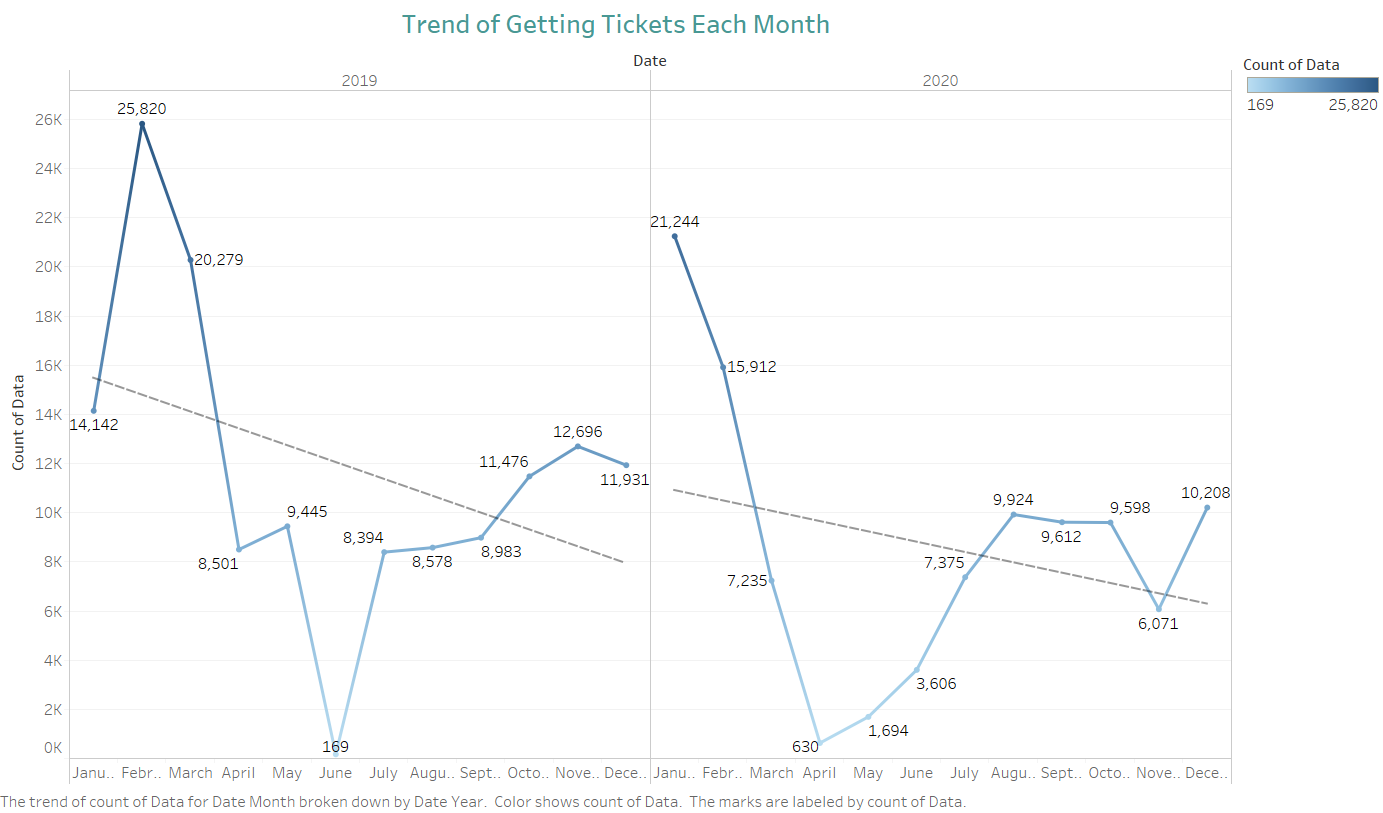 Trend of Getting Tickets Each Month
Date
Count of Data
2019
2020
169
25,820
Count of Data
26K
24K
22K
20K
18K
16K
14K
12K
10K
8K
6K
4K
2K
0K
14,142
25,820
20,279
8,501
9,445
169
8,394
8,578
8,983
11,476
12,696
11,931
21,244
15,912
7,235
630
1,694
3,606
7,375
9,924
9,612
9,598
6,071
10,208
Janu.. Febr.. March April May June July Augu.. Sept.. Octo.. Nove.. Dece..
Janu.. Febr.. March April May June July Augu.. Sept.. Octo.. Nove.. Dece..
The trend of count of Data for Date Month broken down by Date Year. Color shows count of Data. The marks are labeled by count of Data.